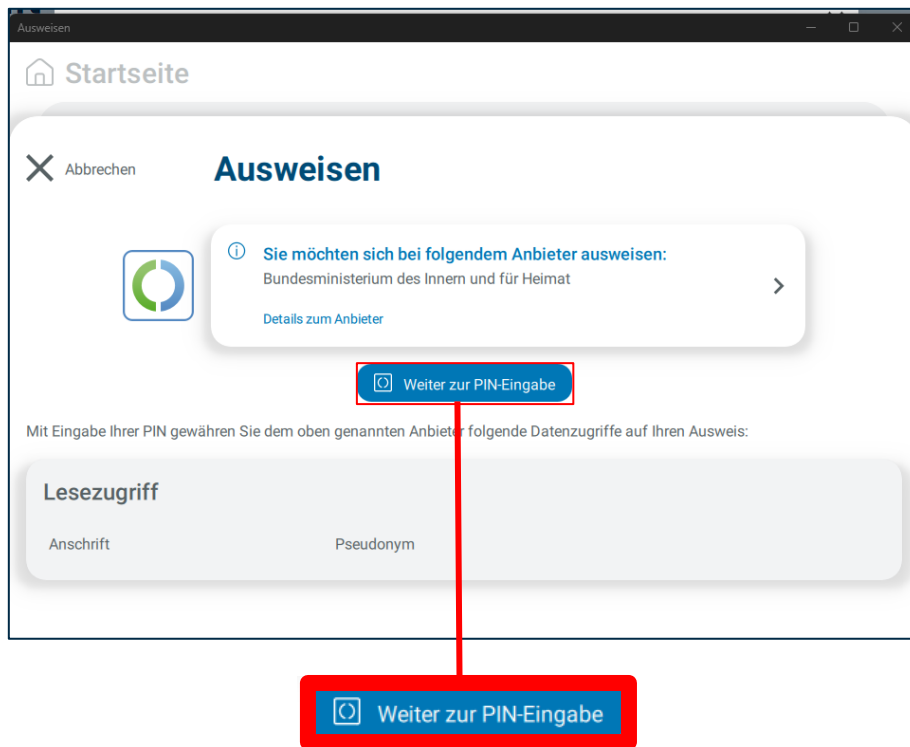 Ausweisen
Startseite
Abbrechen
Ausweisen
Sie möchten sich bei folgendem Anbieter ausweisen:
Bundesministerium des Innern und für Heimat
Details zum Anbieter
Weiter zur PIN-Eingabe
Mit Eingabe Ihrer PIN gewähren Sie dem oben genannten Anbieter folgende Datenzugriffe auf Ihren Ausweis:
Lesezugriff
Anschrift Pseudonym
Weiter zur PIN-Eingabe